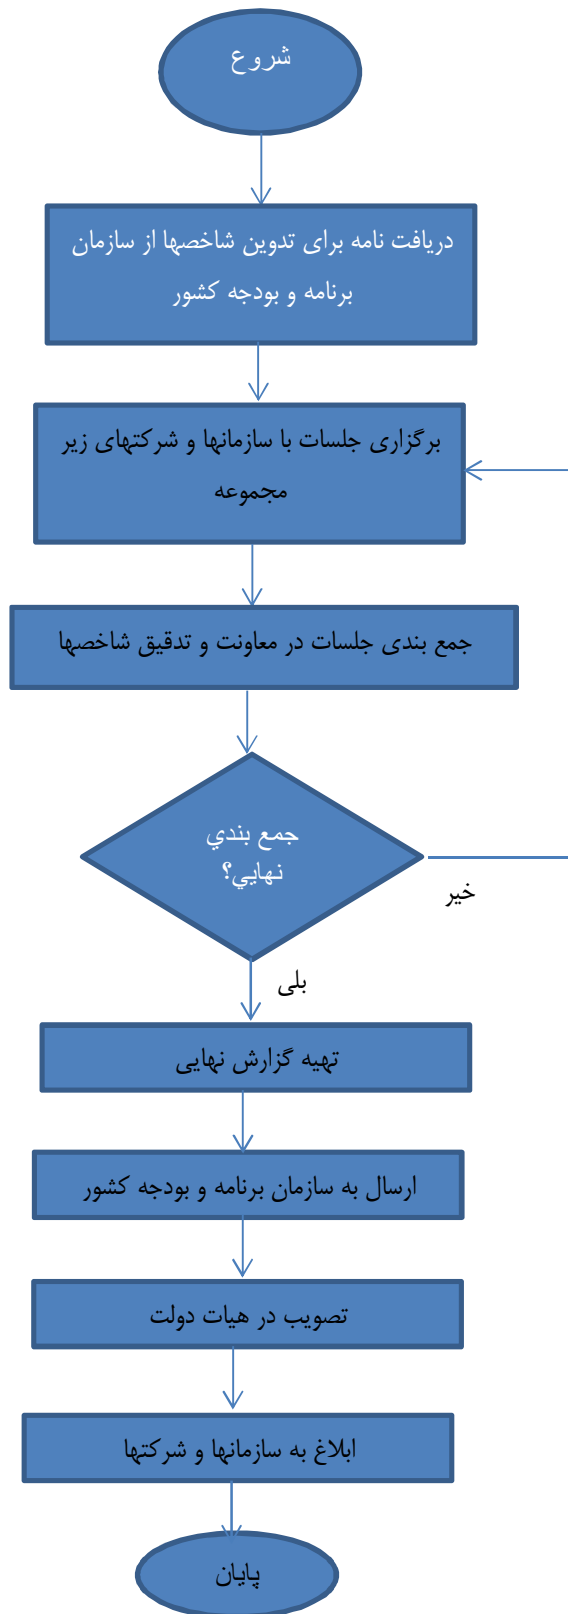 شروع
دریافت نامه برای تدوین شاخصها از سازمان
برنامه و بودجه کشور
برگزاری جلسات با سازمانها و شرکتهای زیر
مجموعه
جمع بندی جلسات در معاونت و تدقیق شاخصها
جمع بندي
نهايي؟
خیر
بلی
تهیه گزارش نهایی
ارسال به سازمان برنامه و بودجه کشور
تصویب در هیات دولت
ابلاغ به سازمانها و شرکتها
پایان